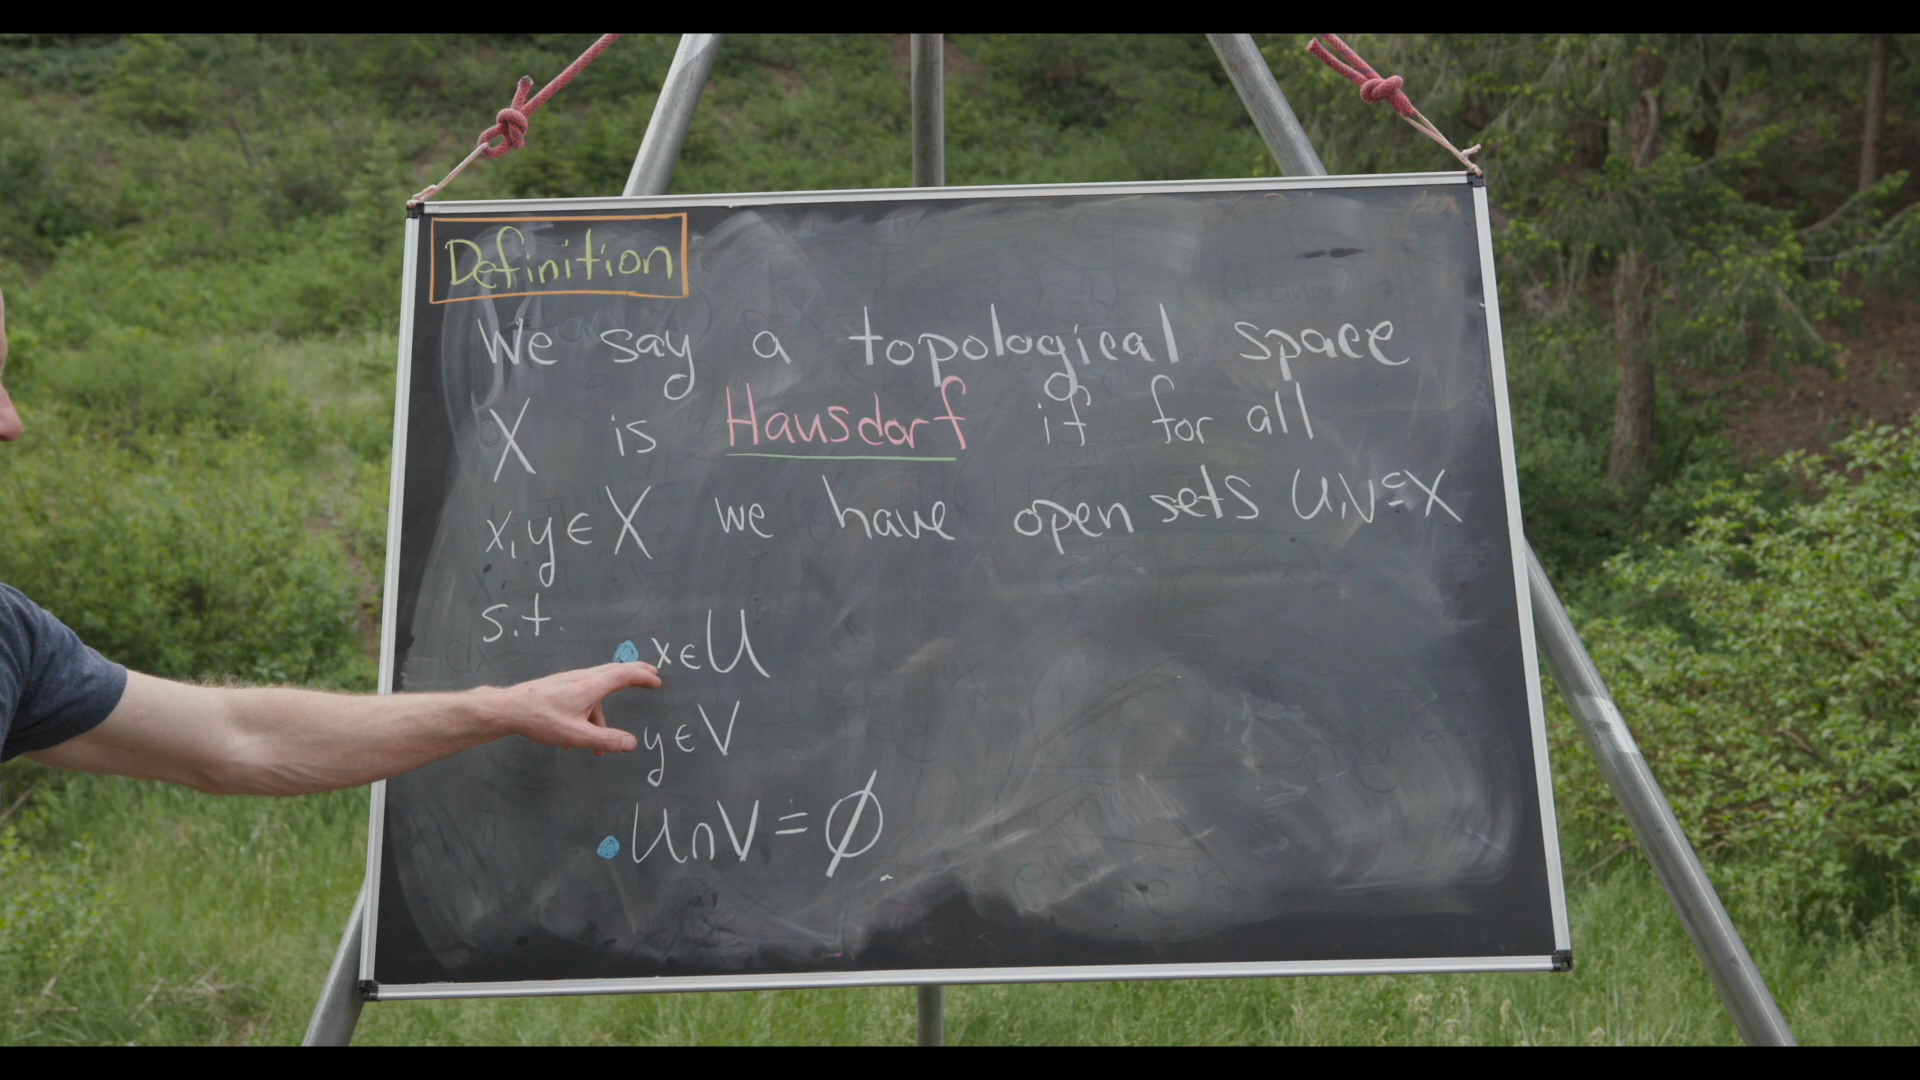 Definition
We say a topological space
X is Hausdorf if for all
x,y∈X we have open sets U,V⊆X
s.t.
• x∈U
y∈V
• U∩V=∅